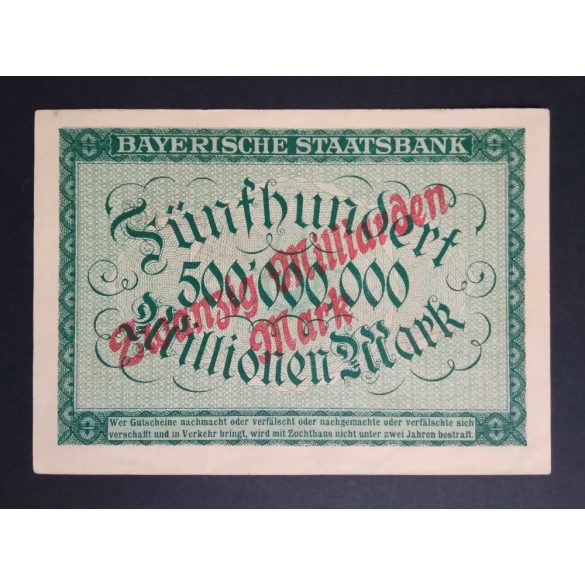 BAYERISCHE STAATSBANK
Fünfhundert
500'000,000
Millionen Mark
Zwanzig Milliarden
Mark
Wer Gutscheine nachmacht oder verfälscht oder nachgemachte oder verfälschte sich
verschafft und in Verkehr bringt, wird mit Zuchthaus nicht unter zwei Jahren bestraft.